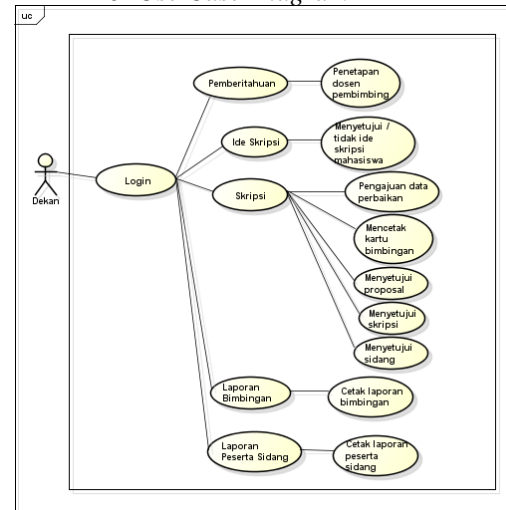 uc
Pemberitahuan
Penetapan
dosen
pembimbing
Ide Skripsi
Menyetujui /
tidak ide
skripsi
mahasiswa
Dekan
Login
Skripsi
Pengajuan data
perbaikan
Mencetak
kartu
bimbingan
Menyetujui
proposal
Menyetujui
skripsi
Menyetujui
sidang
Laporan
Bimbingan
Cetak laporan
bimbingan
Laporan
Peserta Sidang
Cetak laporan
peserta
sidang